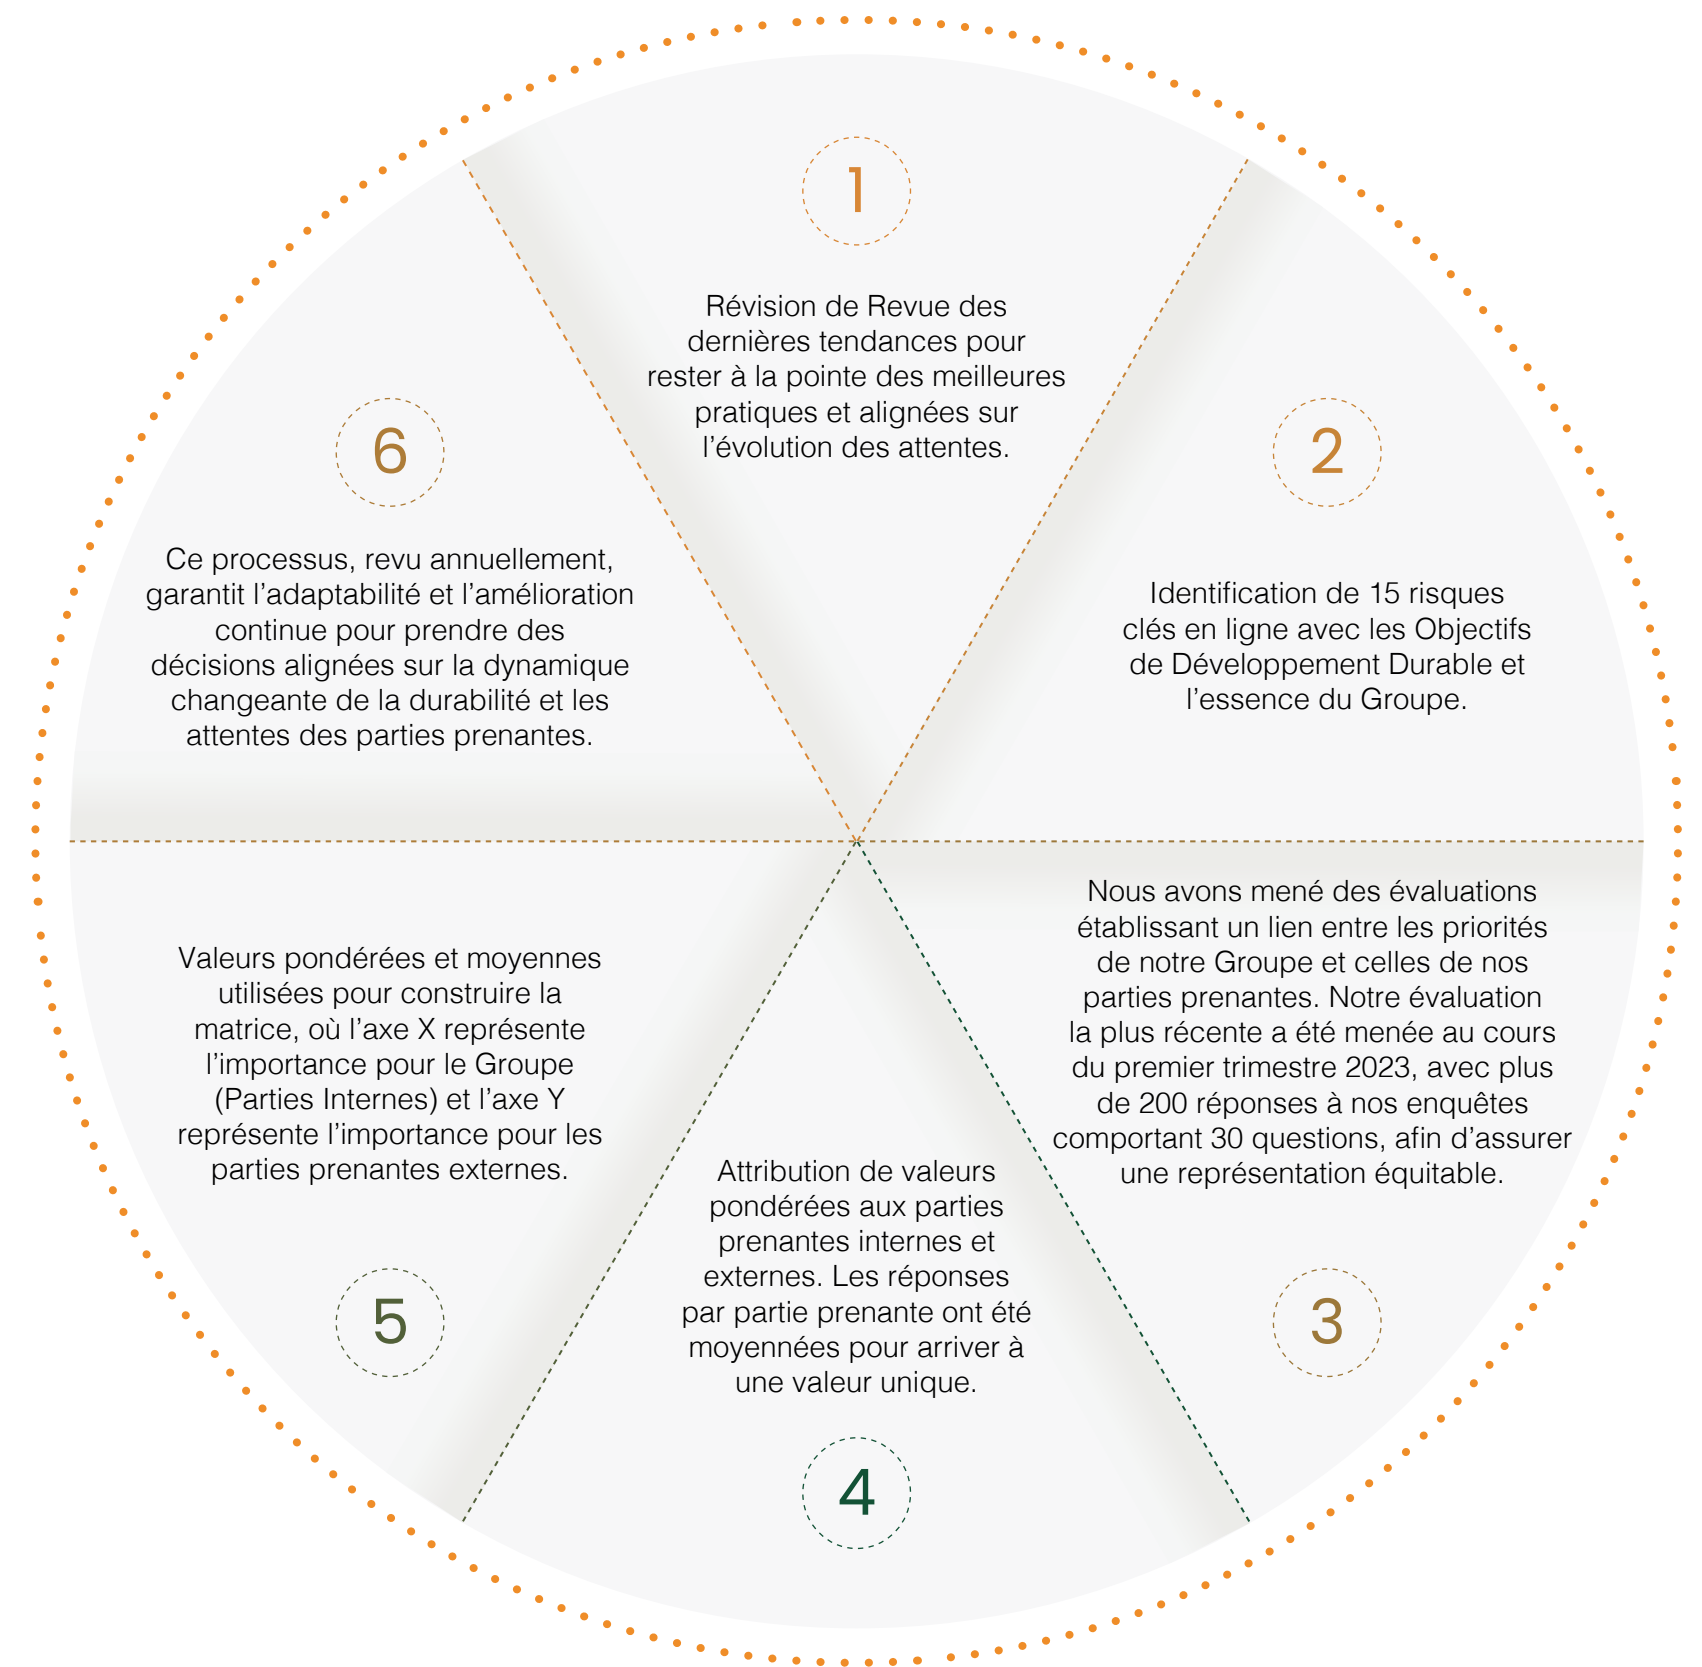 1
Révision de Revue des
dernières tendances pour
rester à la pointe des meilleures
pratiques et alignées sur
l’évolution des attentes.
2
Identification de 15 risques
clés en ligne avec les Objectifs
de Développement Durable et
l’essence du Groupe.
Nous avons mené des évaluations
établissant un lien entre les priorités
de notre Groupe et celles de nos
parties prenantes. Notre évaluation
la plus récente a été menée au cours
du premier trimestre 2023, avec plus
de 200 réponses à nos enquêtes
comportant 30 questions, afin d’assurer
une représentation équitable.
3
Attribution de valeurs
pondérées aux parties
prenantes internes et
externes. Les réponses
par partie prenante ont été
moyennées pour arriver à
une valeur unique.
4
Valeurs pondérées et moyennes
utilisées pour construire la
matrice, où l’axe X représente
l’importance pour le Groupe
(Parties Internes) et l’axe Y
représente l’importance pour les
parties prenantes externes.
5
6
Ce processus, revu annuellement,
garantit l’adaptabilité et l’amélioration
continue pour prendre des
décisions alignées sur la dynamique
changeante de la durabilité et les
attentes des parties prenantes.